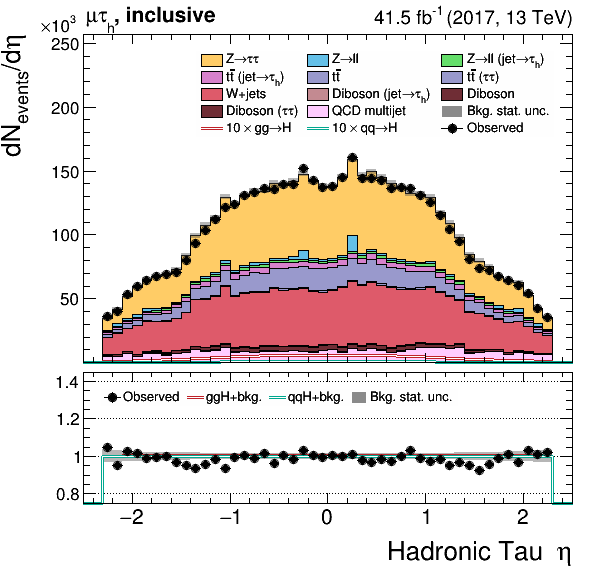 ×10³ μτₕ, inclusive 41.5 fb⁻¹ (2017, 13 TeV)
dN_events/dη
250
200
150
100
50
Z→ττ Z→ll Z→ll (jet→τₕ)
tt̄ (jet→τₕ) tt̄ tt̄ (ττ)
W+jets Diboson (jet→τₕ) Diboson
Diboson (ττ) QCD multijet Bkg. stat. unc.
10×gg→H 10×qq→H Observed
1.4
1.2
1
0.8
Observed ggH+bkg. qqH+bkg. Bkg. stat. unc.
−2 −1 0 1 2
Hadronic Tau η